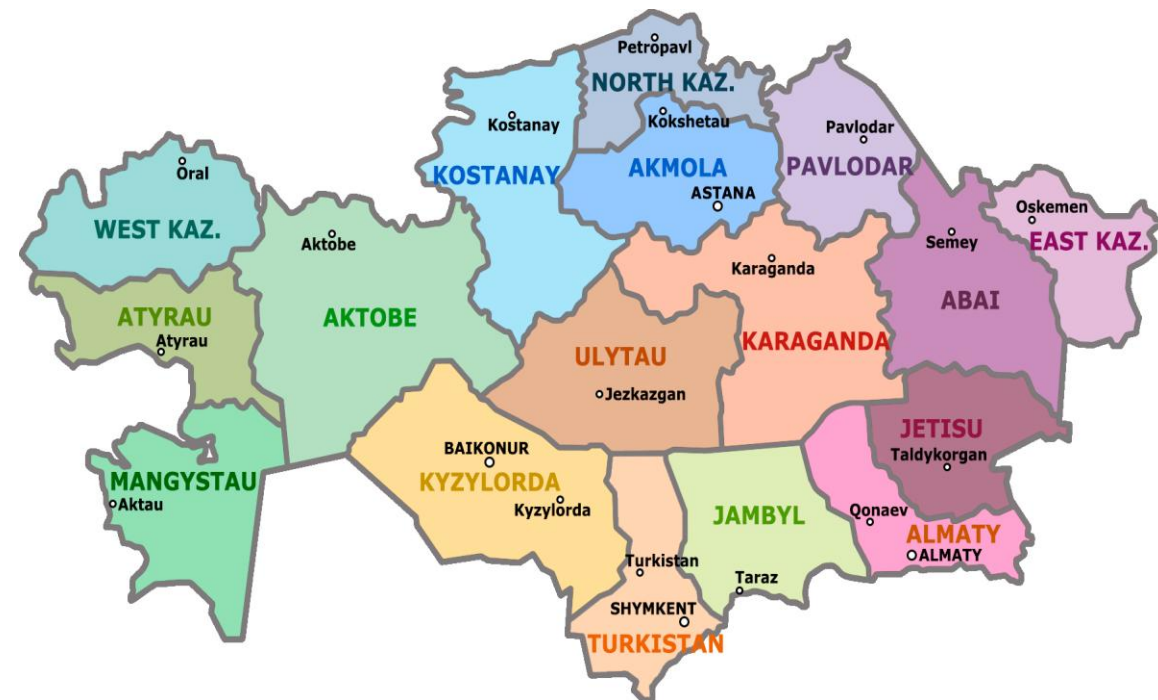 Petropavl
NORTH KAZ.
Kostanay
Kokshetau
Pavlodar
KOSTANAY
AKMOLA
PAVLODAR
ASTANA
Oral
WEST KAZ.
Aktobe
Oskemen
EAST KAZ.
Semey
Karaganda
ABAI
ATYRAU
Atyrau
AKTOBE
ULYTAU
KARAGANDA
Jezkazgan
JETISU
Taldykorgan
BAIKONUR
KYZYLORDA
Kyzylorda
MANGYSTAU
Aktau
JAMBYL
Qonaev
ALMATY
ALMATY
Turkistan
Taraz
SHYMKENT
TURKISTAN